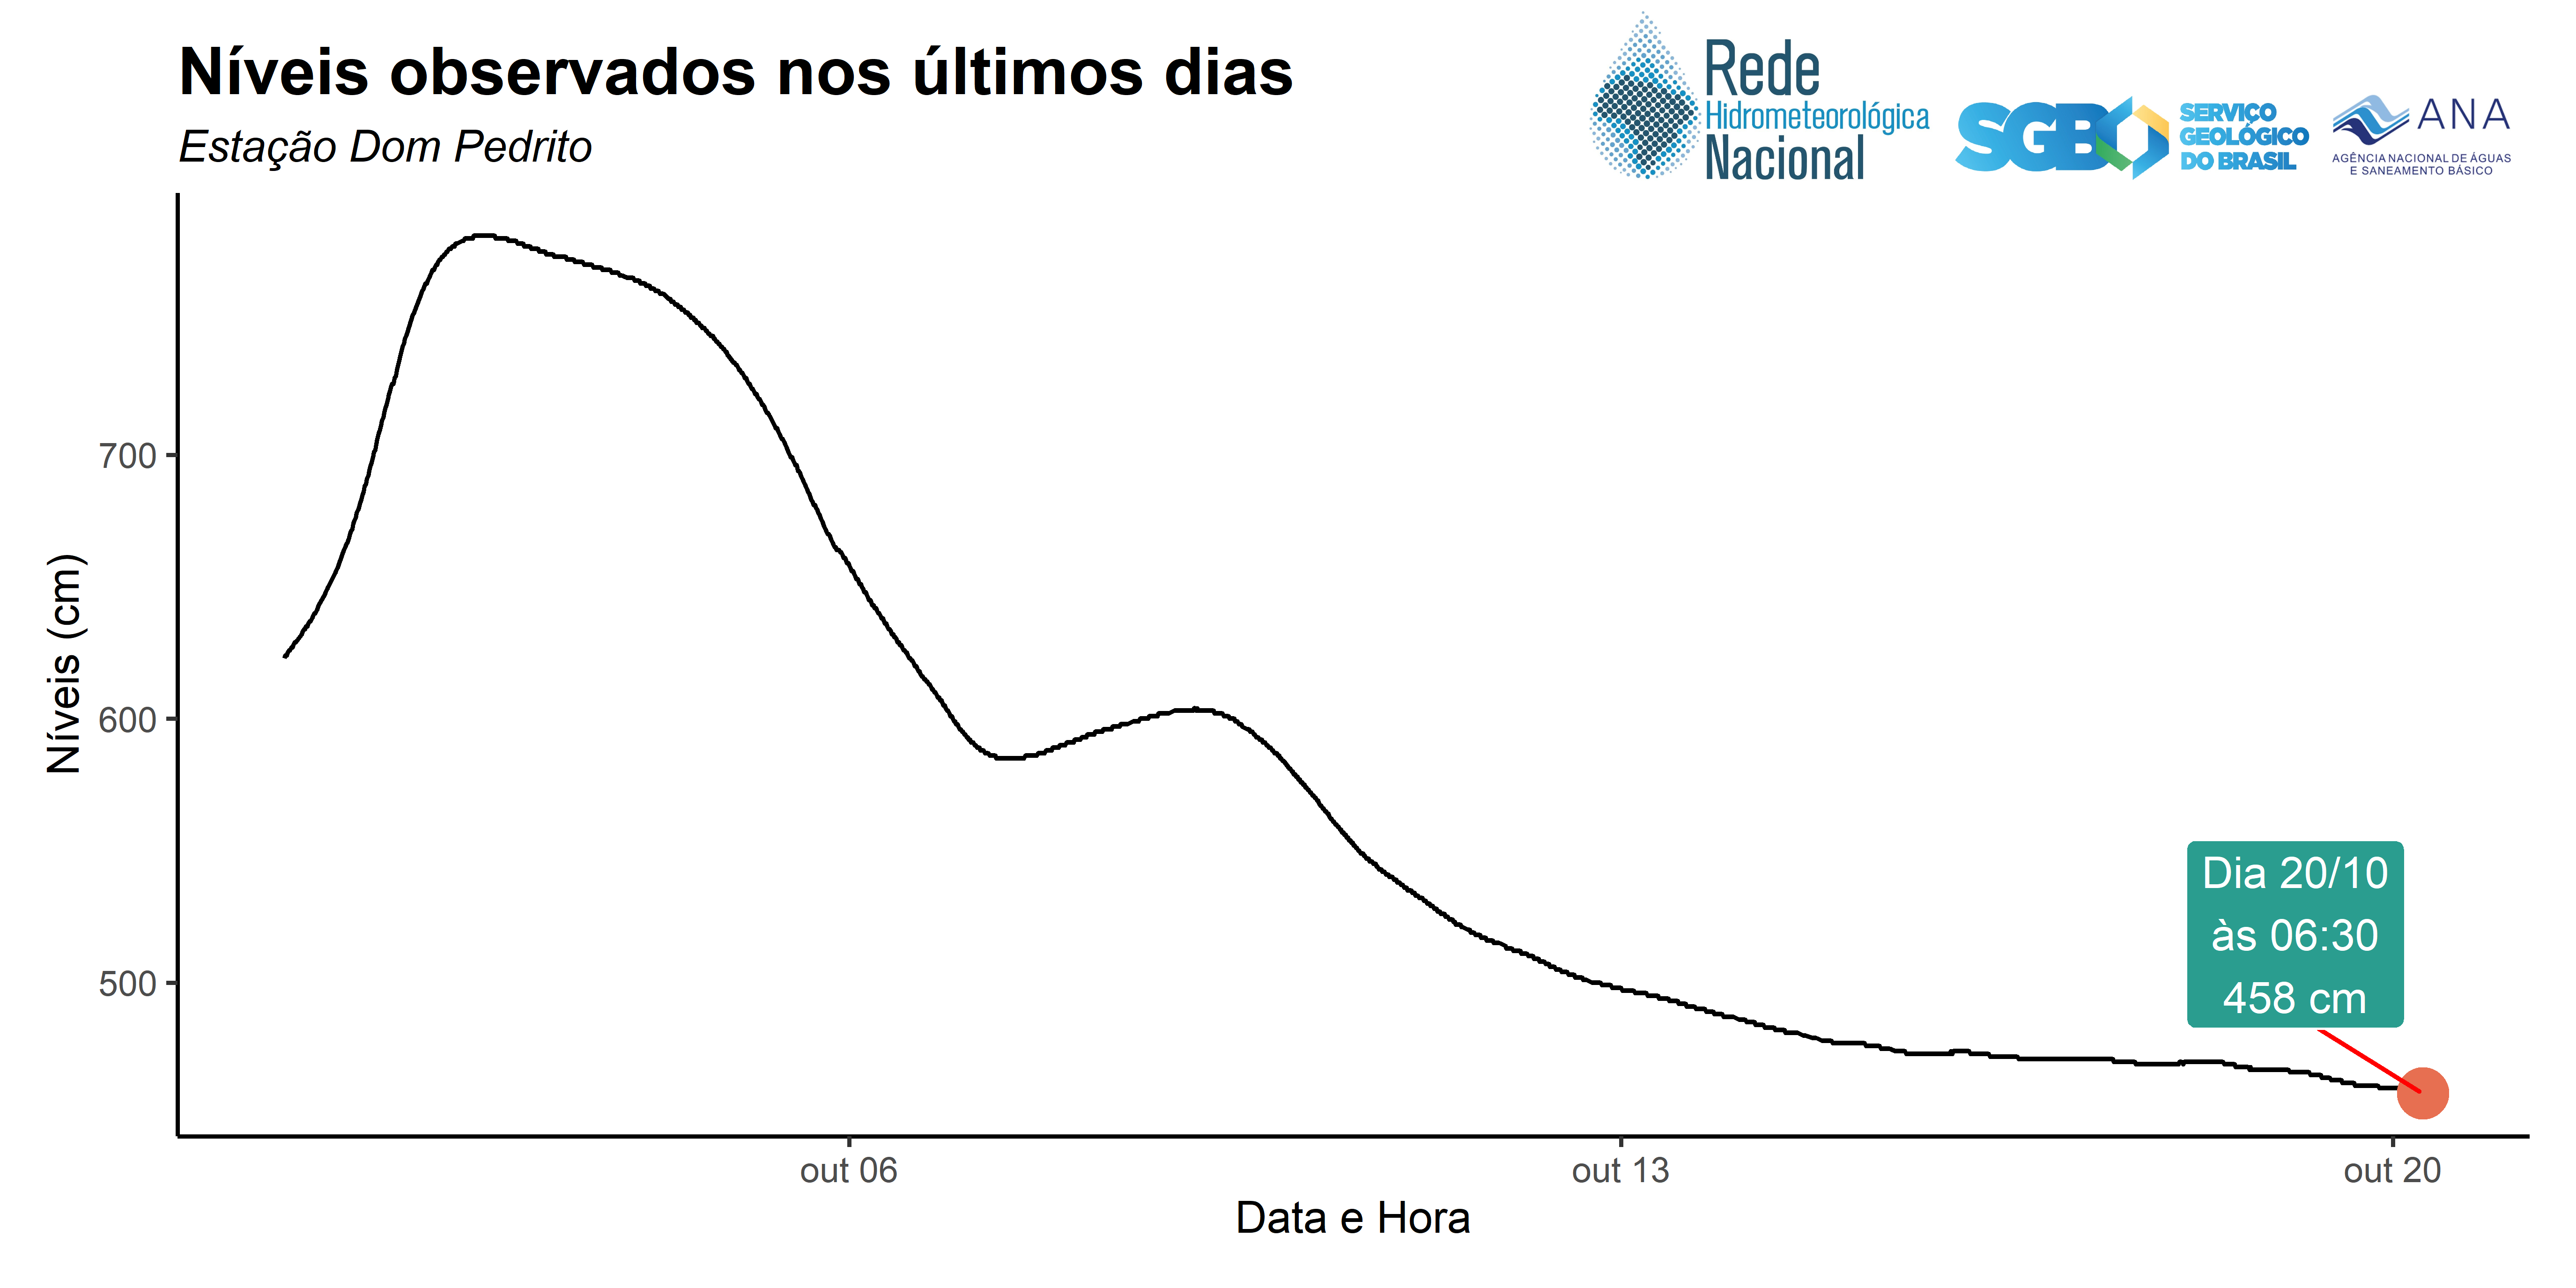 Níveis observados nos últimos dias
Estação Dom Pedrito
Rede
Hidrometeorológica
Nacional
SGB
SERVIÇO
GEOLÓGICO
DO BRASIL
ANA
AGÊNCIA NACIONAL DE ÁGUAS
E SANEAMENTO BÁSICO
Níveis (cm)
700
600
500
Dia 20/10
às 06:30
458 cm
out 06
out 13
out 20
Data e Hora